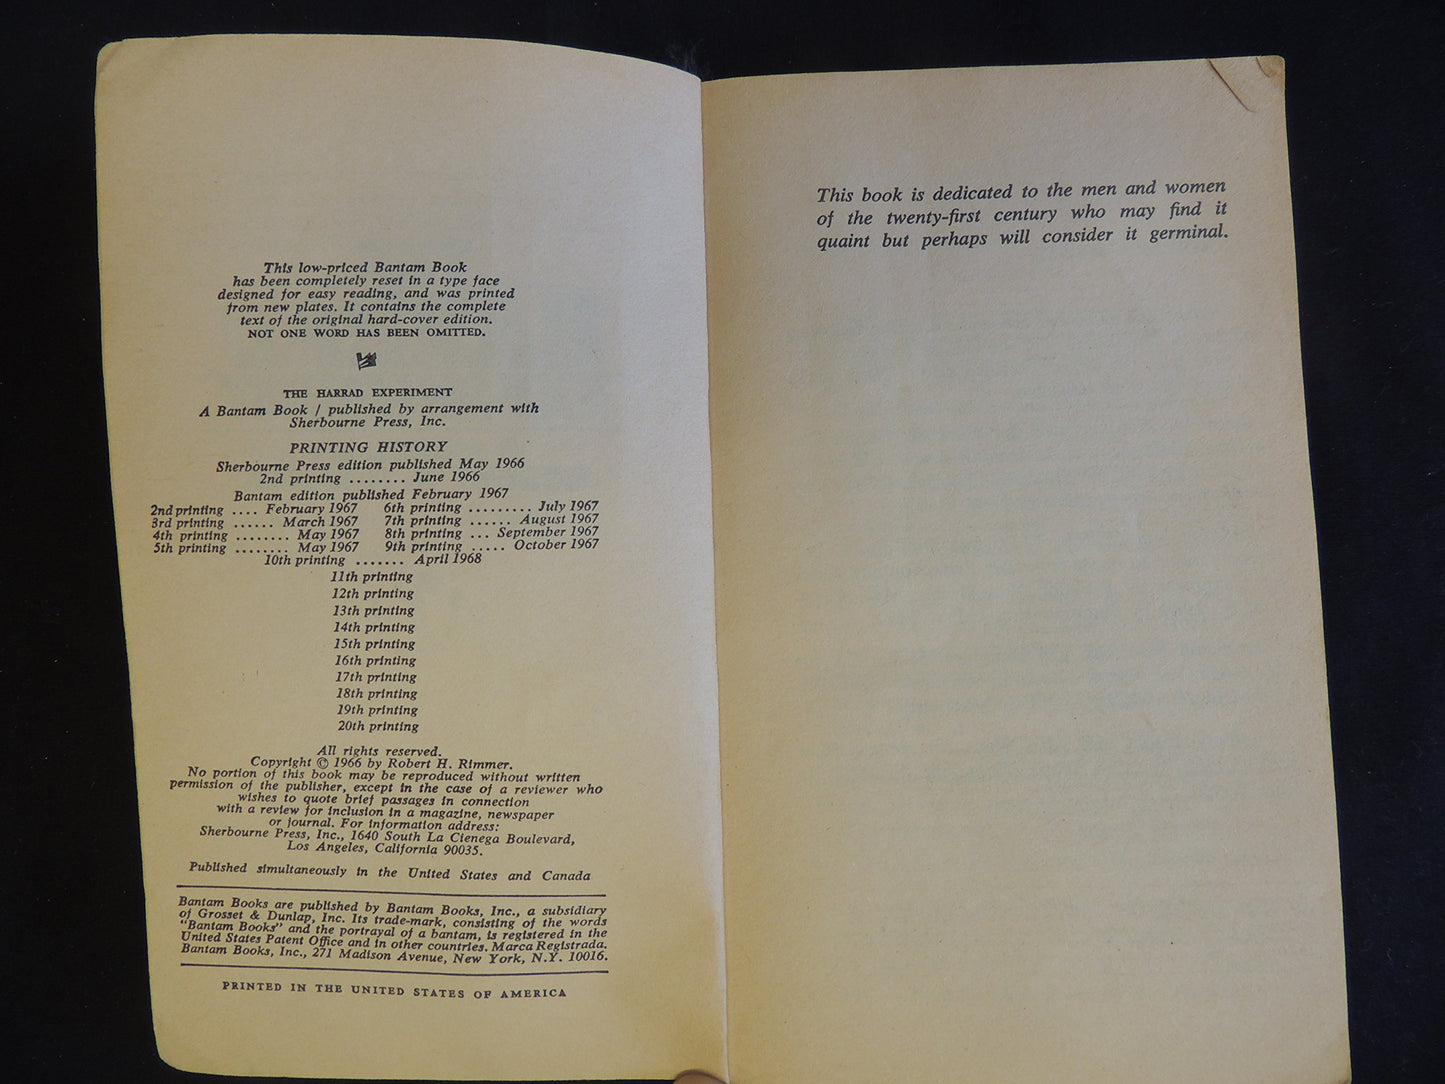 This low-priced Bantam Book
has been completely reset in a type face
designed for easy reading, and was printed
from new plates. It contains the complete
text of the original hard-cover edition.
NOT ONE WORD HAS BEEN OMITTED.
THE HARRAD EXPERIMENT
A Bantam Book / published by arrangement with
Sherbourne Press, Inc.
PRINTING HISTORY
Sherbourne Press edition published May 1966
2nd printing ........ June 1966
Bantam edition published February 1967
2nd printing .... February 1967 6th printing ......... July 1967
3rd printing ...... March 1967 7th printing ...... August 1967
4th printing ........ May 1967 8th printing ... September 1967
5th printing ........ May 1967 9th printing ..... October 1967
10th printing ....... April 1968
11th printing
12th printing
13th printing
14th printing
15th printing
16th printing
17th printing
18th printing
19th printing
20th printing
All rights reserved.
Copyright © 1966 by Robert H. Rimmer.
No portion of this book may be reproduced without written
permission of the publisher, except in the case of a reviewer who
wishes to quote brief passages in connection
with a review for inclusion in a magazine, newspaper
or journal. For information address:
Sherbourne Press, Inc., 1640 South La Cienega Boulevard,
Los Angeles, California 90035.
Published simultaneously in the United States and Canada
Bantam Books are published by Bantam Books, Inc., a subsidiary
of Grosset & Dunlap, Inc. Its trade-mark, consisting of the words
"Bantam Books" and the portrayal of a bantam, is registered in the
United States Patent Office and in other countries. Marca Registrada.
Bantam Books, Inc., 271 Madison Avenue, New York, N.Y. 10016.
PRINTED IN THE UNITED STATES OF AMERICA
This book is dedicated to the men and women
of the twenty-first century who may find it
quaint but perhaps will consider it germinal.